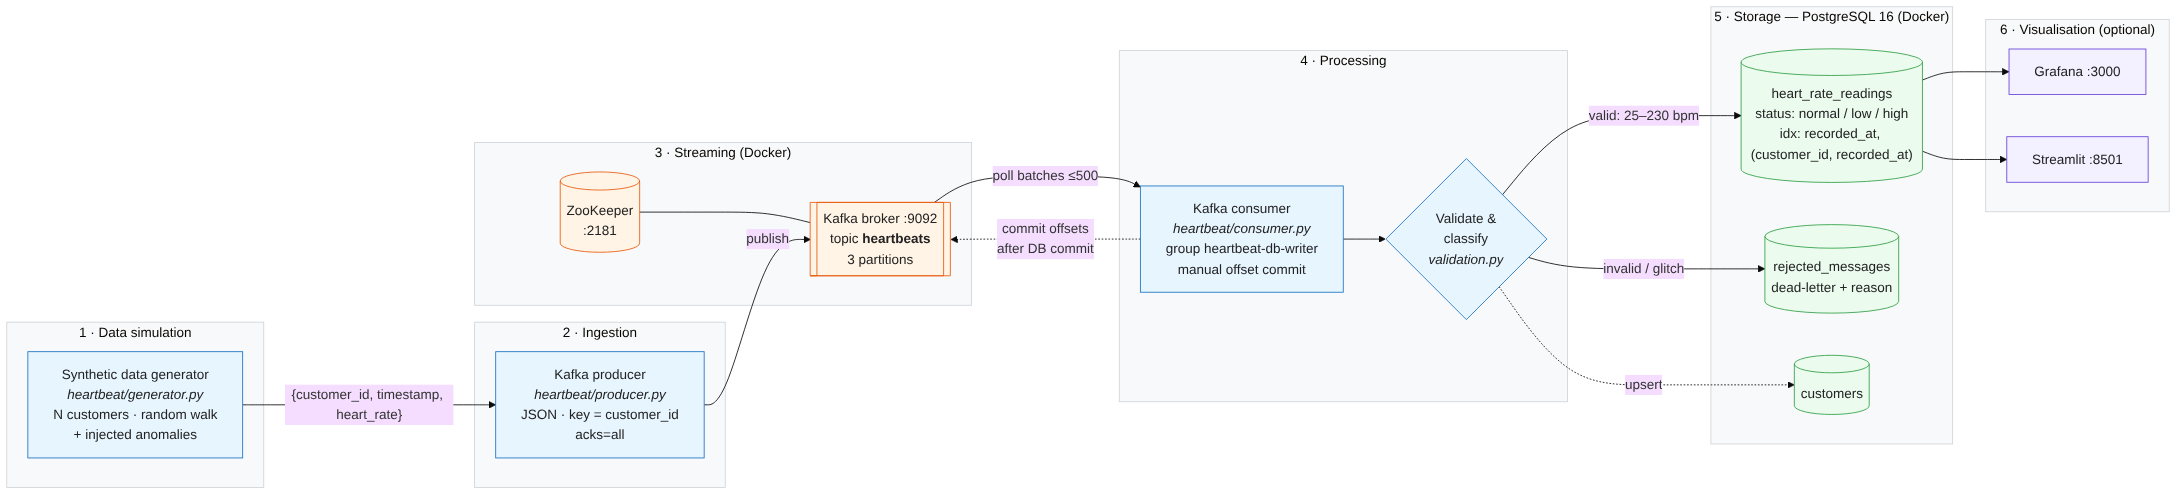 1 · Data simulation
Synthetic data generator
heartbeat/generator.py
N customers · random walk
+ injected anomalies
{customer_id, timestamp,
heart_rate}
2 · Ingestion
Kafka producer
heartbeat/producer.py
JSON · key = customer_id
acks=all
publish
3 · Streaming (Docker)
ZooKeeper
:2181
Kafka broker :9092
topic heartbeats
3 partitions
poll batches ≤500
commit offsets
after DB commit
4 · Processing
Kafka consumer
heartbeat/consumer.py
group heartbeat-db-writer
manual offset commit
Validate &
classify
validation.py
valid: 25–230 bpm
invalid / glitch
upsert
5 · Storage — PostgreSQL 16 (Docker)
heart_rate_readings
status: normal / low / high
idx: recorded_at,
(customer_id, recorded_at)
rejected_messages
dead-letter + reason
customers
6 · Visualisation (optional)
Grafana :3000
Streamlit :8501